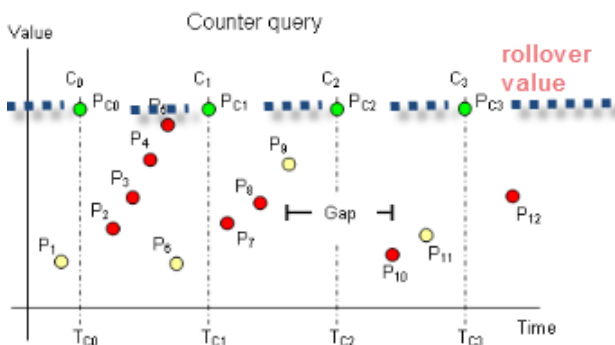 Counter query
Value
rollover
value
C0 C1 C2 C3
PC0 P5 PC1 PC2 PC3
P4 P9
P3 P8
P2 Gap P12
P1 P6 P7 P10 P11
Time
TC0 TC1 TC2 TC3